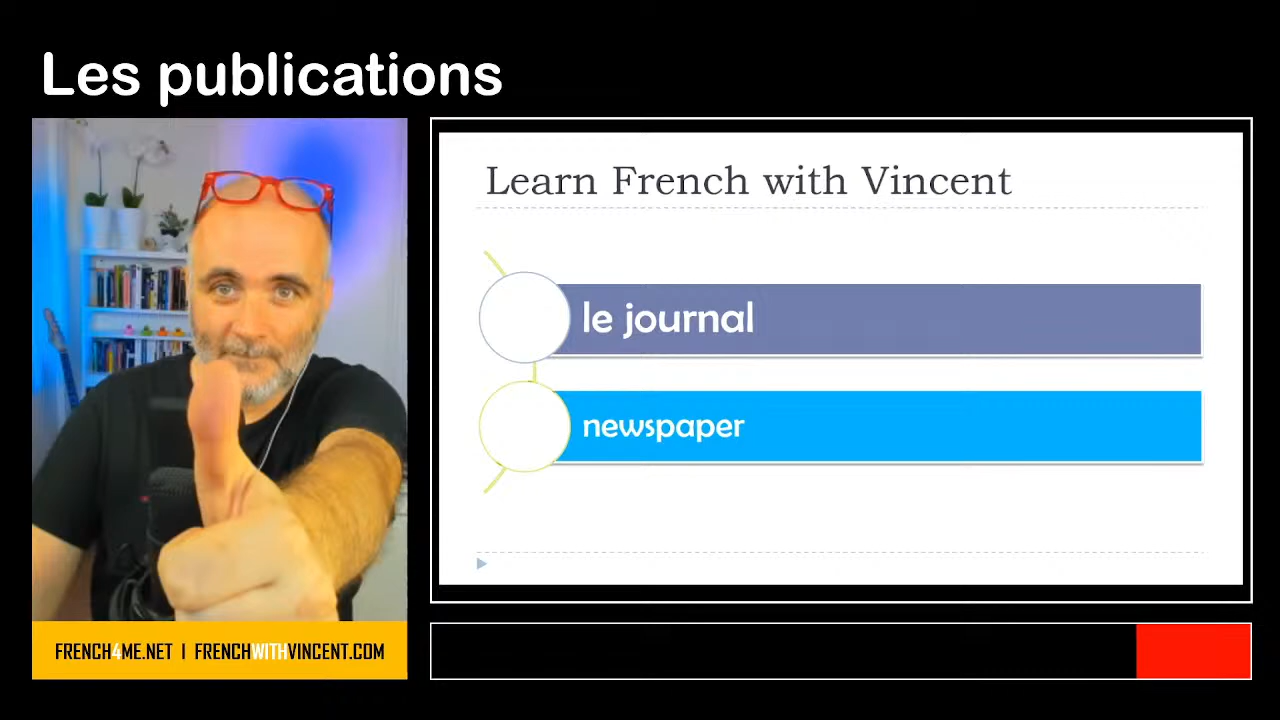 Les publications
Learn French with Vincent
le journal
newspaper
FRENCH4ME.NET I FRENCHWITHVINCENT.COM